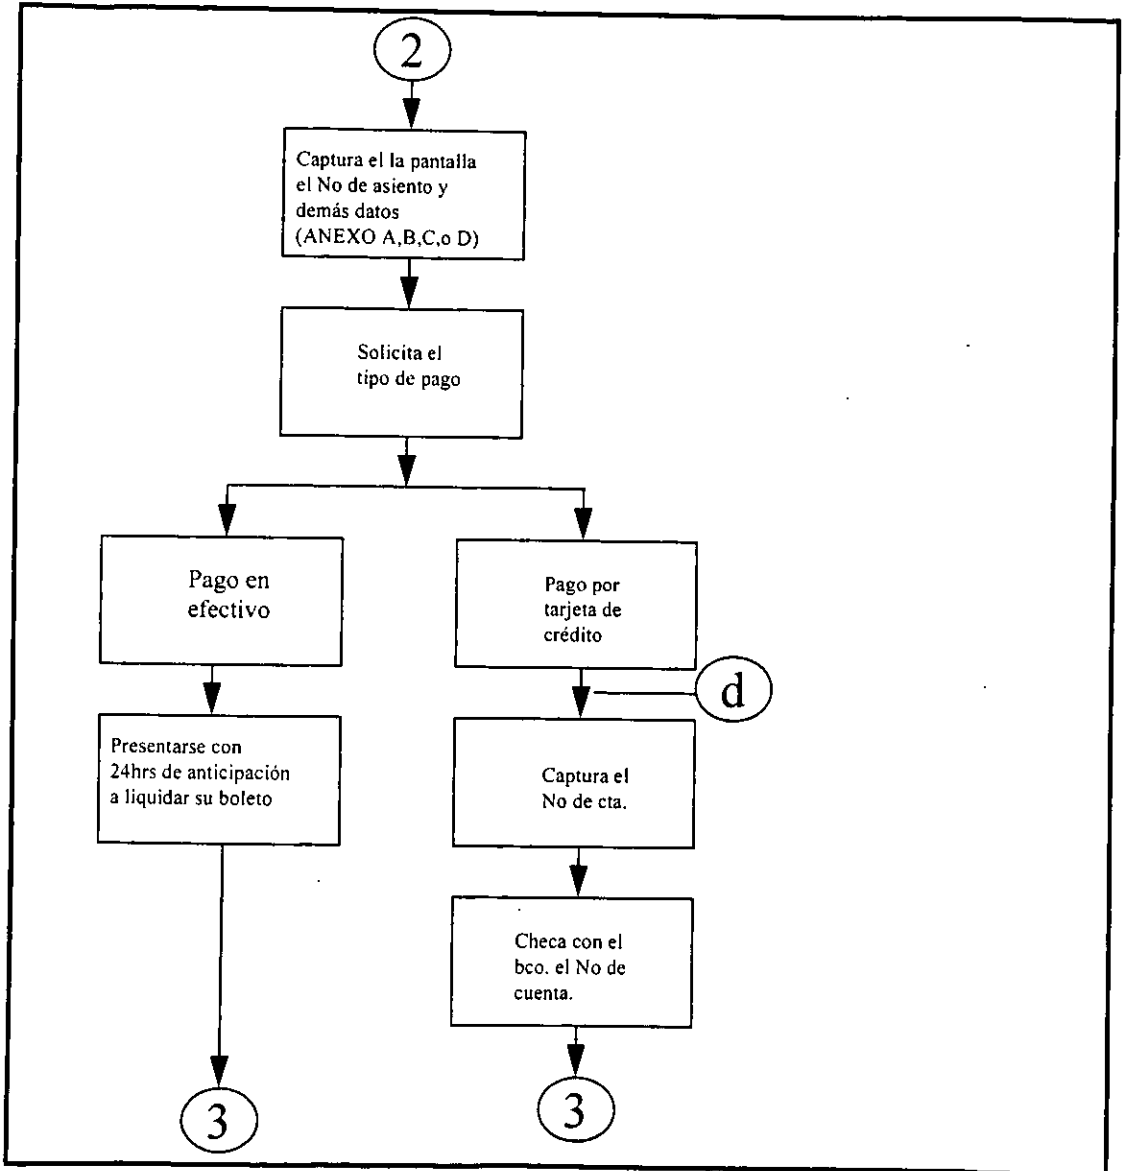 2
Captura el la pantalla
el No de asiento y
demás datos
(ANEXO A,B,C,o D)
Solicita el
tipo de pago
Pago en
efectivo
Pago por
tarjeta de
crédito
d
Presentarse con
24hrs de anticipación
a liquidar su boleto
Captura el
No de cta.
Checa con el
bco. el No de
cuenta.
3
3